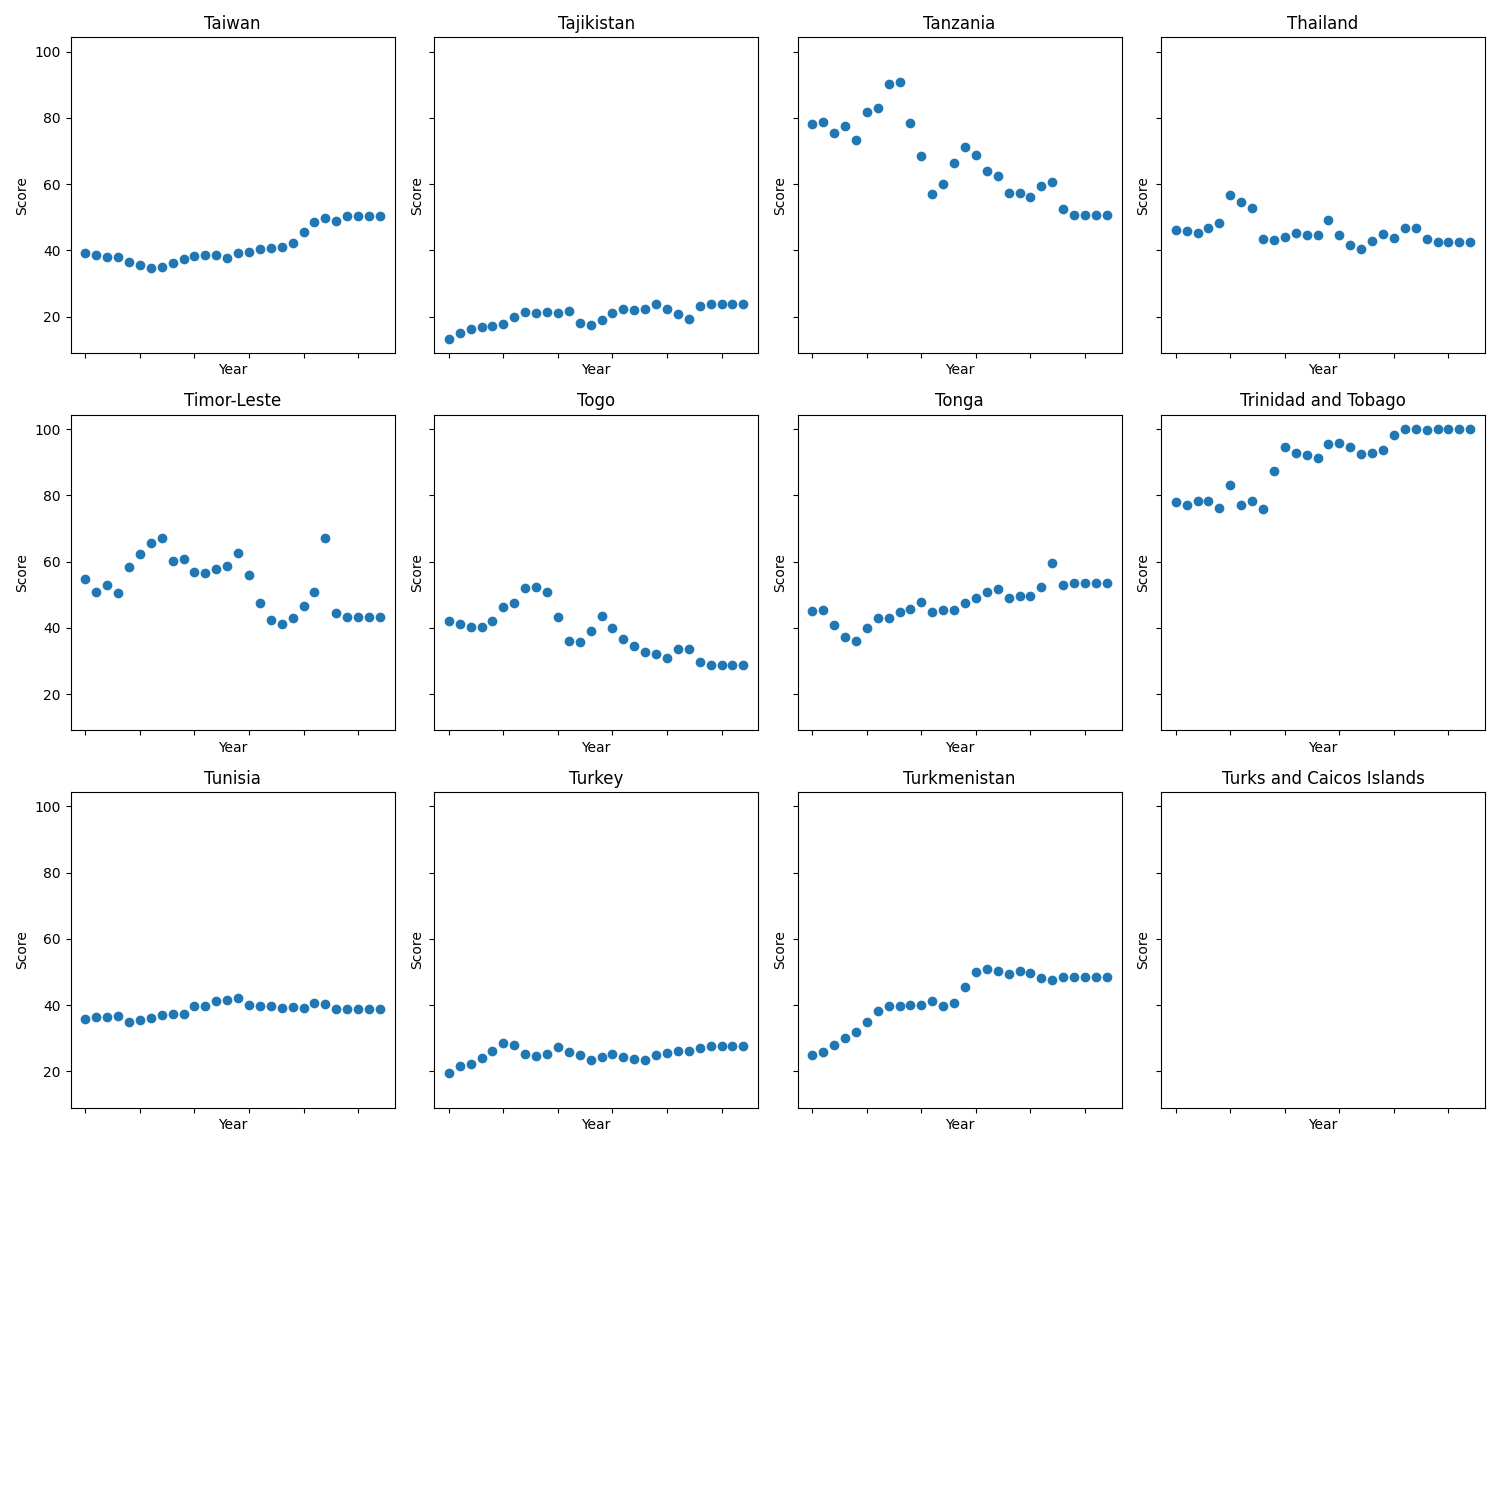 Taiwan
Tajikistan
Tanzania
Thailand
100
80
60
40
20
Score
Score
Score
Score
Year
Year
Year
Year
Timor-Leste
Togo
Tonga
Trinidad and Tobago
100
80
60
40
20
Score
Score
Score
Score
Year
Year
Year
Year
Tunisia
Turkey
Turkmenistan
Turks and Caicos Islands
100
80
60
40
20
Score
Score
Score
Score
Year
Year
Year
Year